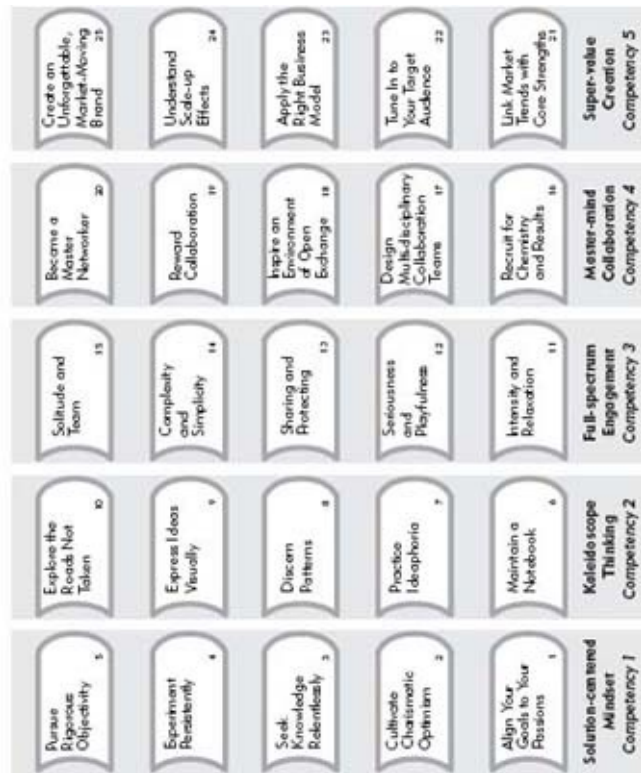 Solution-centered
Mindset
Competency 1
Align Your
Goals to Your
Passions
1
Cultivate
Charismatic
Optimism
2
Seek
Knowledge
Relentlessly
3
Experiment
Persistently
4
Pursue
Rigorous
Objectivity
5
Kaleidoscope
Thinking
Competency 2
Maintain a
Notebook
6
Practice
Ideaphoria
7
Discern
Patterns
8
Express Ideas
Visually
9
Explore the
Roads Not
Taken
10
Full-spectrum
Engagement
Competency 3
Intensity and
Relaxation
11
Seriousness
and
Playfulness
12
Sharing and
Protecting
13
Complexity
and
Simplicity
14
Solitude and
Team
15
Master-mind
Collaboration
Competency 4
Recruit for
Chemistry
and Results
16
Design
Multidisciplinary
Collaboration
Teams
17
Inspire an
Environment
of Open
Exchange
18
Reward
Collaboration
19
Became a
Master
Networker
20
Super-value
Creation
Competency 5
Link Market
Trends with
Core Strengths
21
Tune In to
Your Target
Audience
22
Apply the
Right Business
Model
23
Understand
Scale-up
Effects
24
Create an
Unforgettable,
Market-Moving
Brand
25